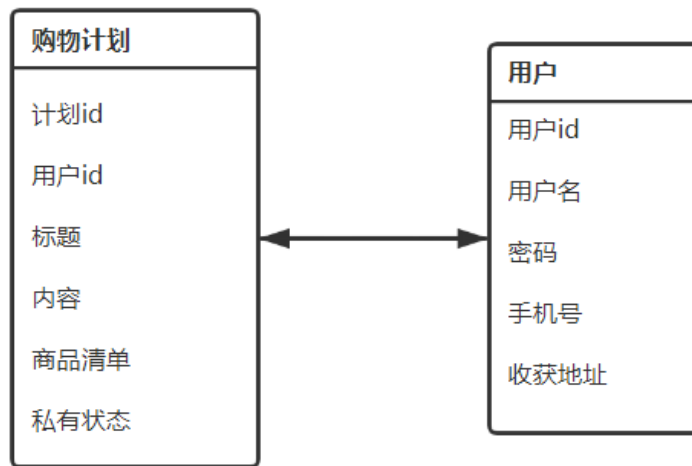 购物计划
计划id
用户id
标题
内容
商品清单
私有状态
用户
用户id
用户名
密码
手机号
收获地址